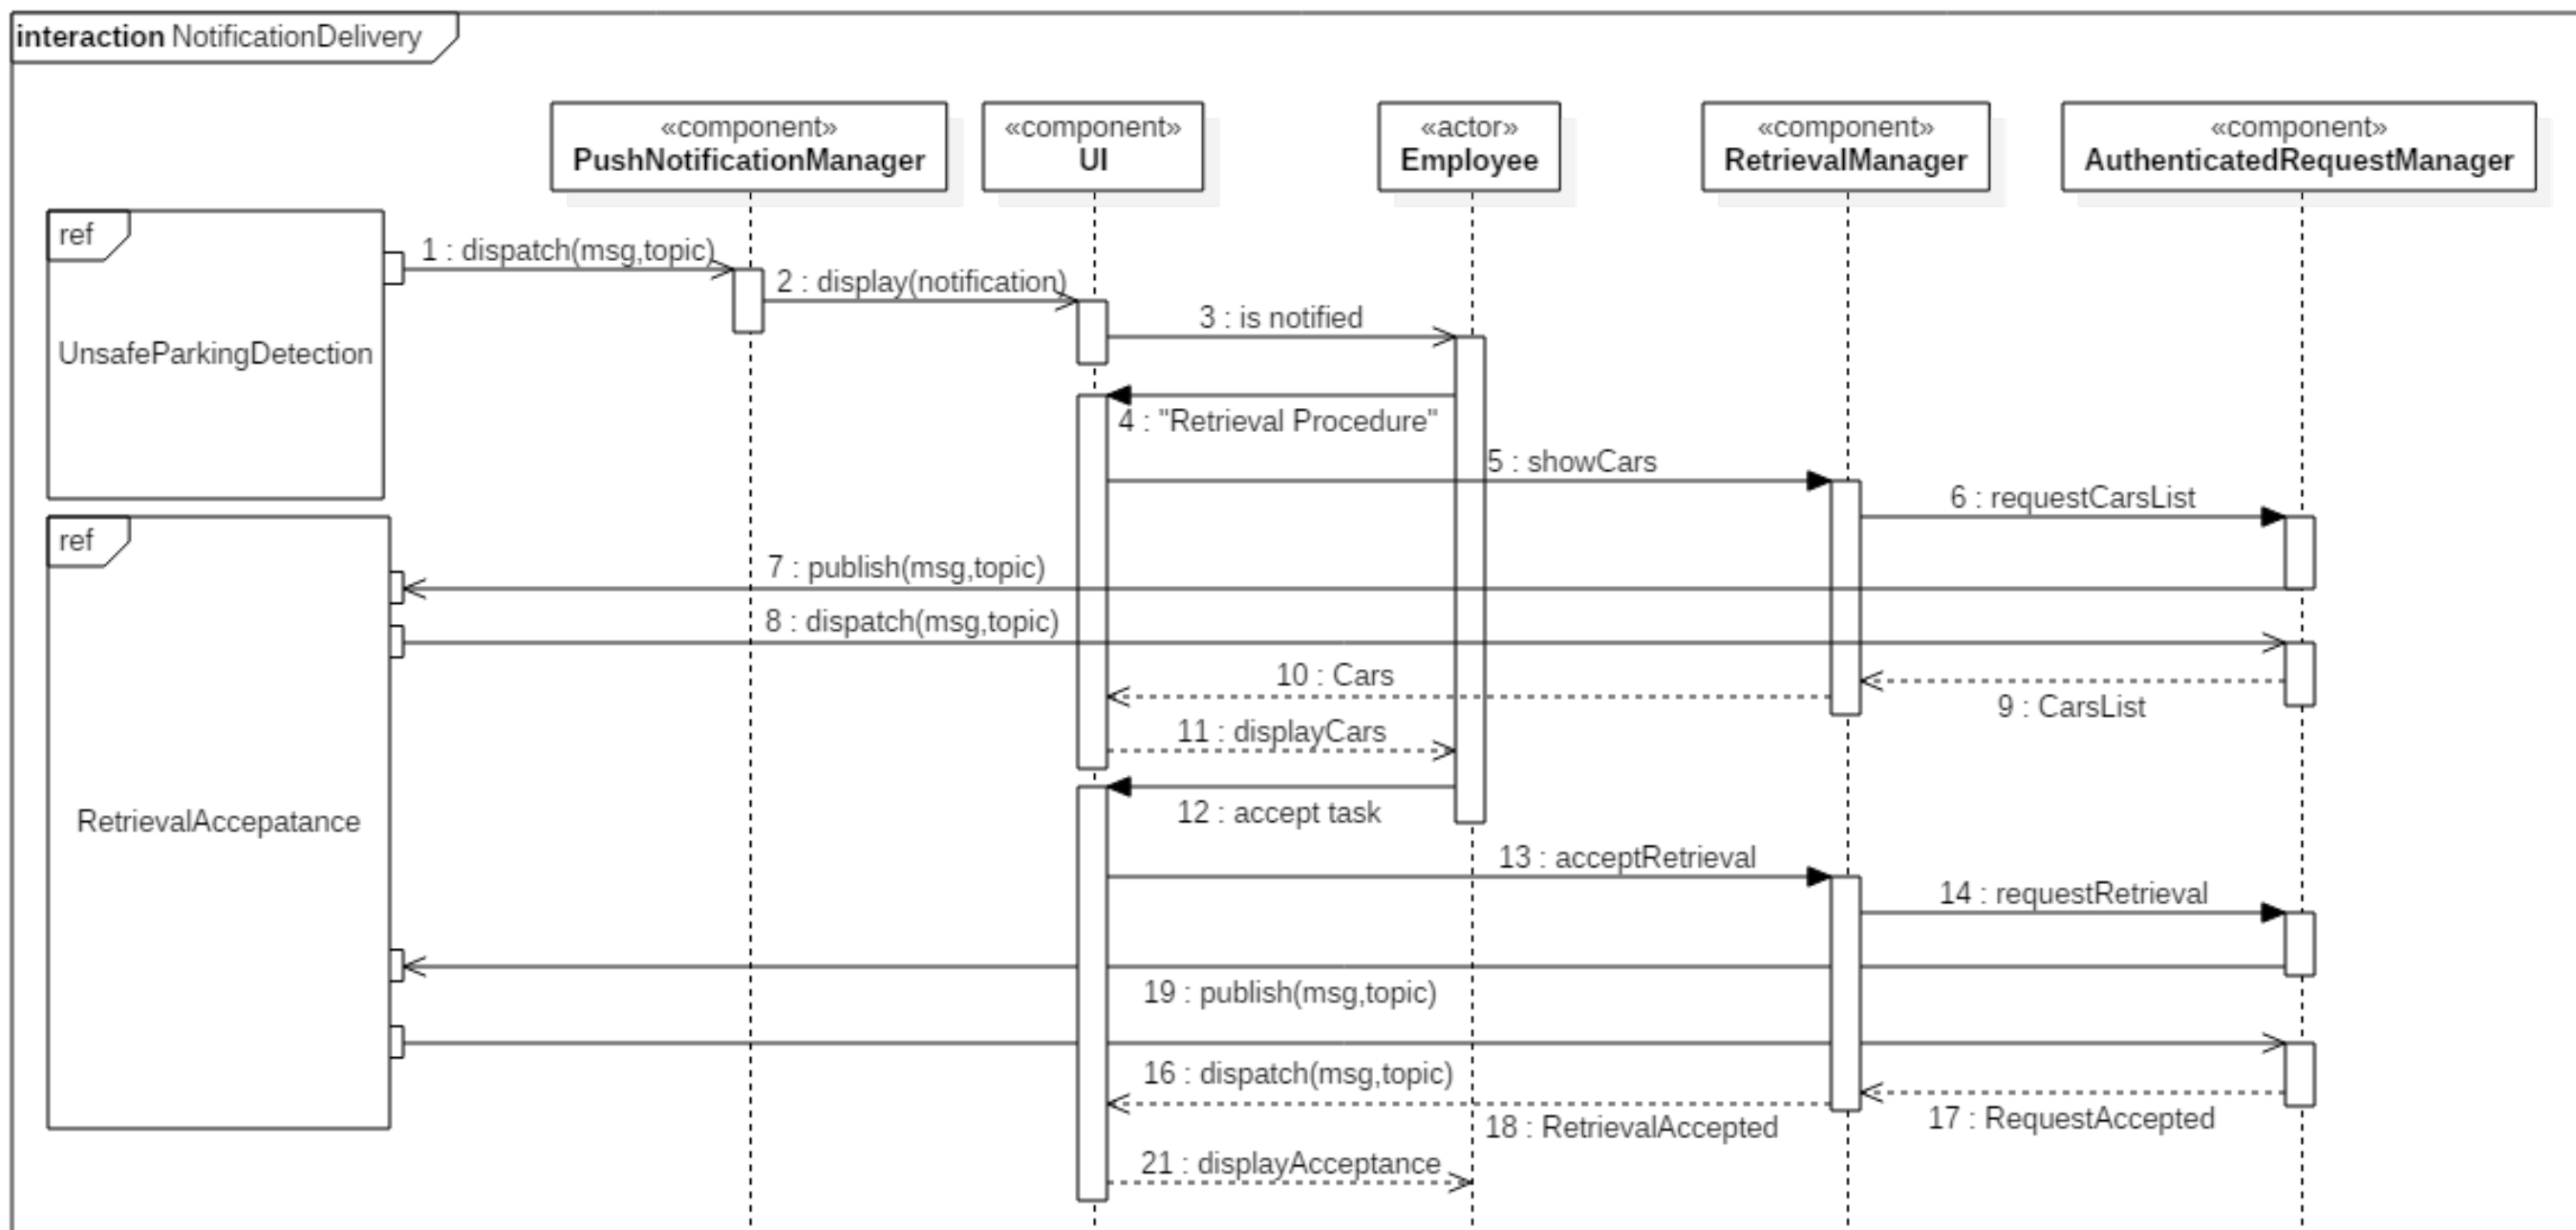 interaction NotificationDelivery
«component»
PushNotificationManager
«component»
UI
«actor»
Employee
«component»
RetrievalManager
«component»
AuthenticatedRequestManager
ref
UnsafeParkingDetection
1 : dispatch(msg,topic)
2 : display(notification)
3 : is notified
4 : "Retrieval Procedure"
5 : showCars
6 : requestCarsList
ref
RetrievalAccepatance
7 : publish(msg,topic)
8 : dispatch(msg,topic)
10 : Cars
9 : CarsList
11 : displayCars
12 : accept task
13 : acceptRetrieval
14 : requestRetrieval
19 : publish(msg,topic)
16 : dispatch(msg,topic)
18 : RetrievalAccepted
17 : RequestAccepted
21 : displayAcceptance